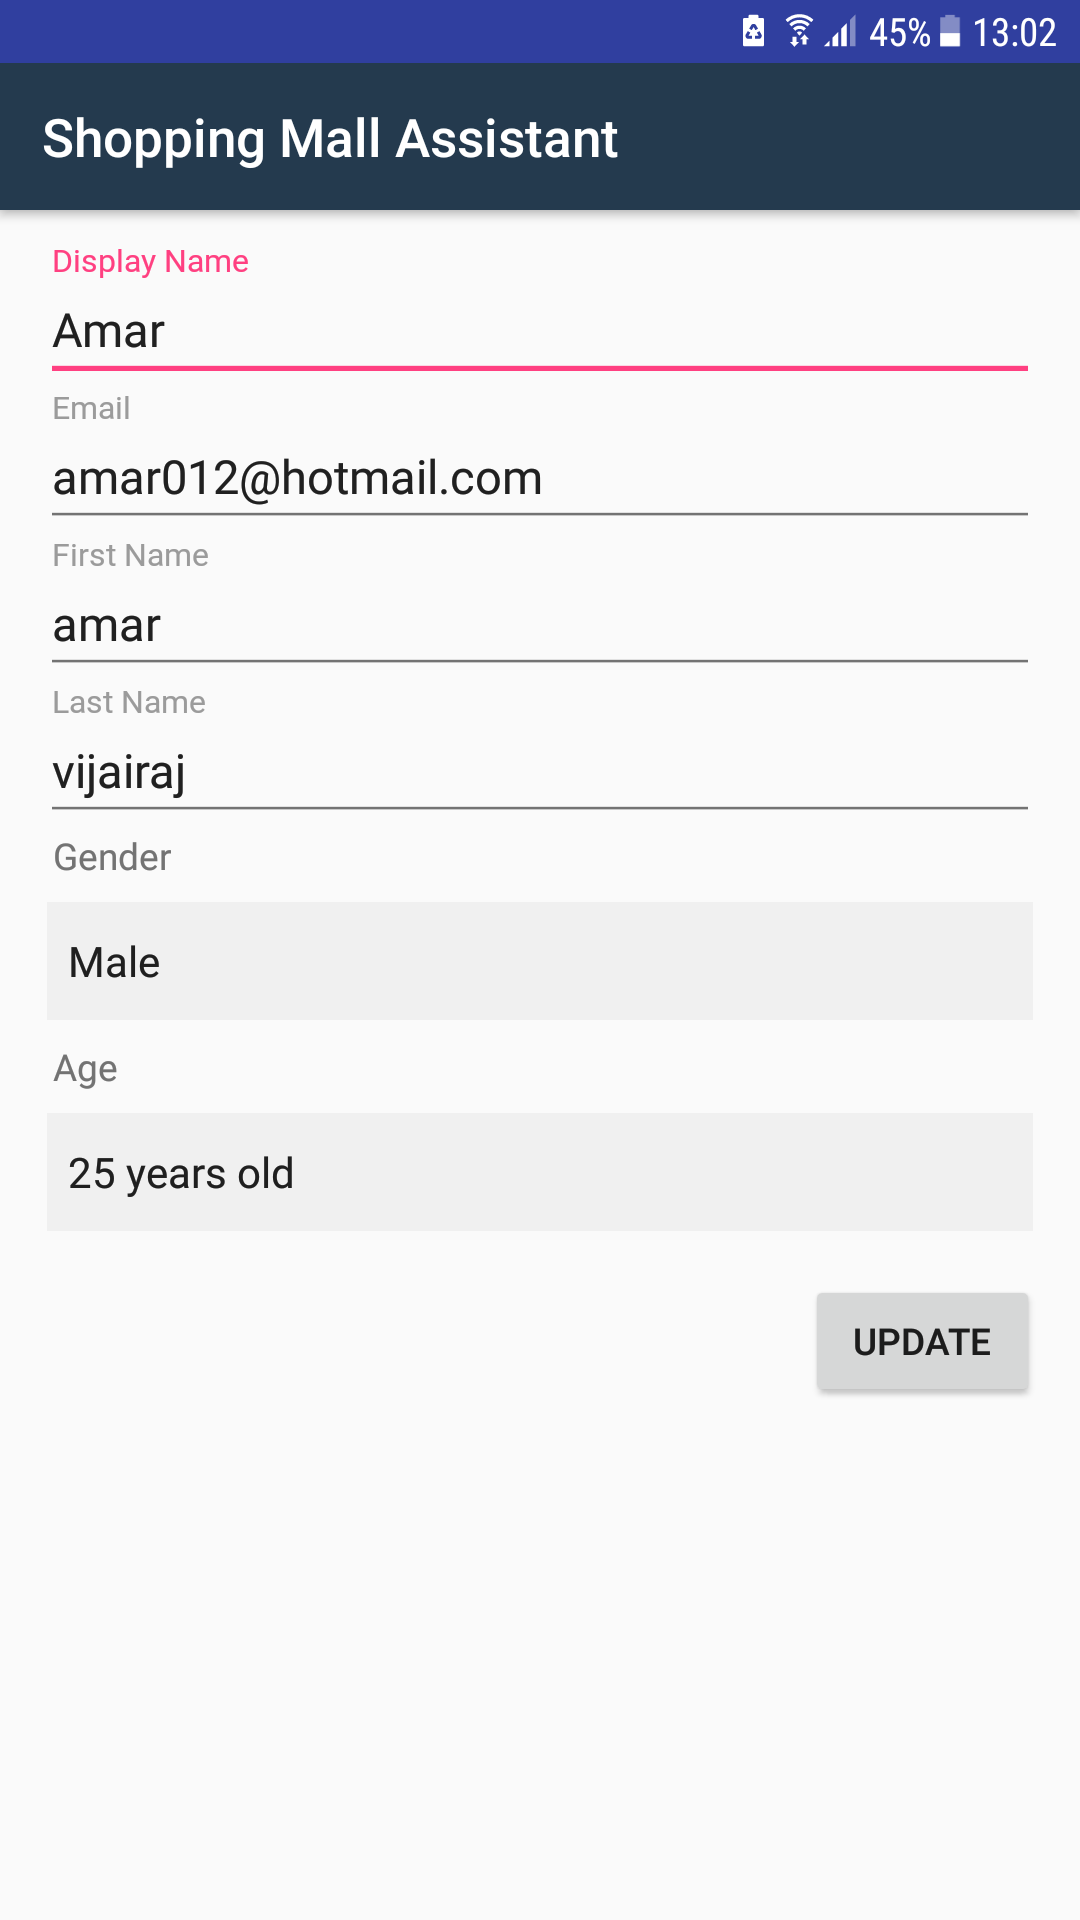 45% 13:02
Shopping Mall Assistant
Display Name
Amar
Email
amar012@hotmail.com
First Name
amar
Last Name
vijairaj
Gender
Male
Age
25 years old
UPDATE